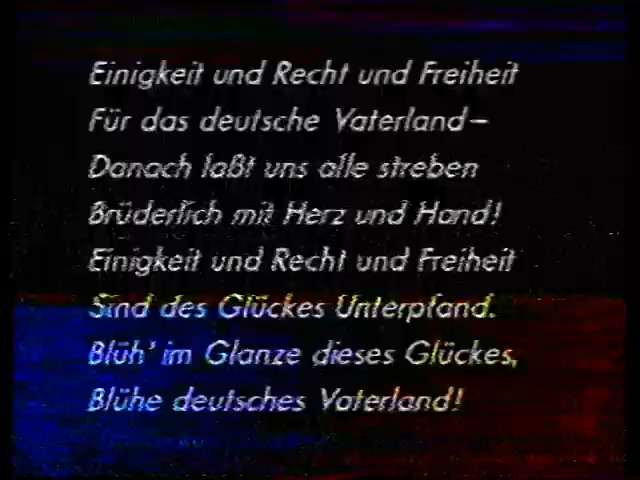 Einigkeit und Recht und Freiheit
Für das deutsche Vaterland–
Danach laßt uns alle streben
Brüderlich mit Herz und Hand!
Einigkeit und Recht und Freiheit
Sind des Glückes Unterpfand.
Blüh' im Glanze dieses Glückes,
Blühe deutsches Vaterland!